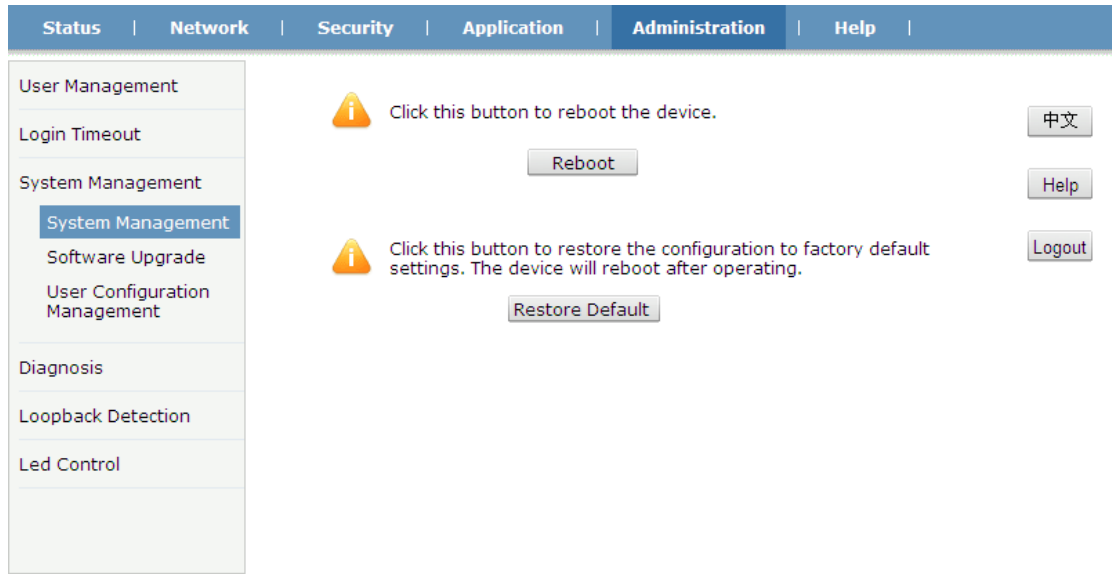 Status | Network | Security | Application | Administration | Help |
User Management
Login Timeout
System Management
System Management
Software Upgrade
User Configuration
Management
Diagnosis
Loopback Detection
Led Control
Click this button to reboot the device.
Reboot
Click this button to restore the configuration to factory default
settings. The device will reboot after operating.
Restore Default
中文
Help
Logout